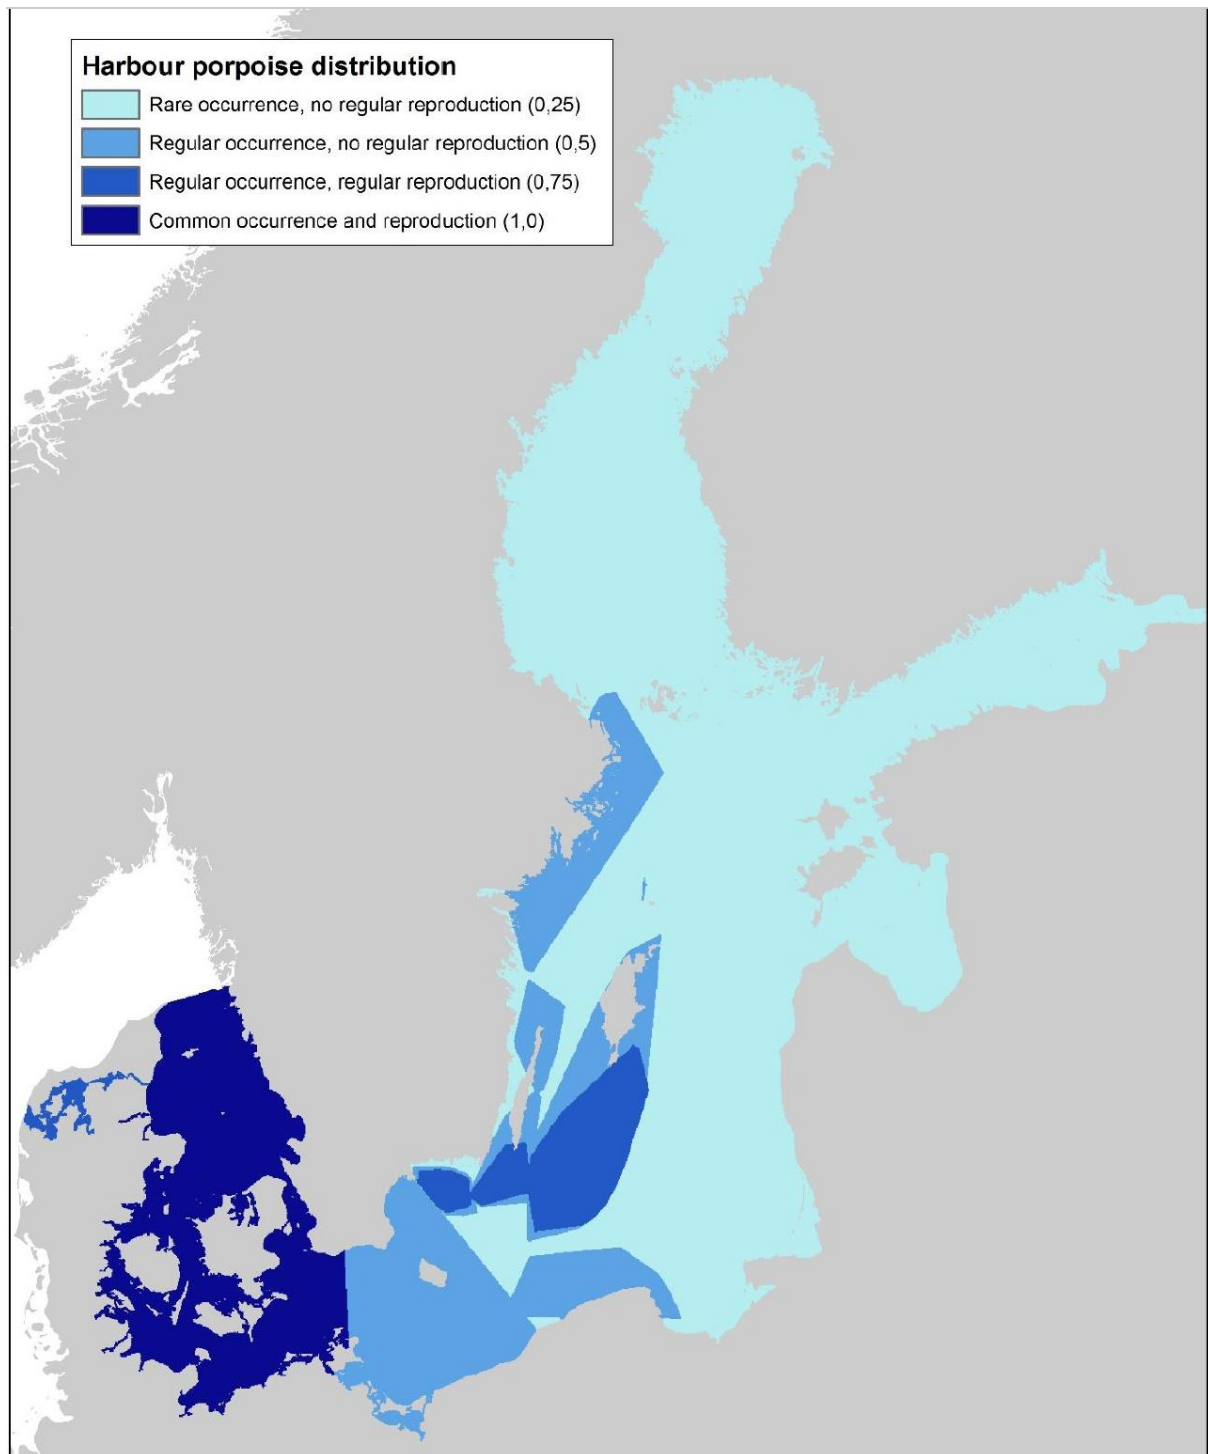 Harbour porpoise distribution
Rare occurrence, no regular reproduction (0,25)
Regular occurrence, no regular reproduction (0,5)
Regular occurrence, regular reproduction (0,75)
Common occurrence and reproduction (1,0)